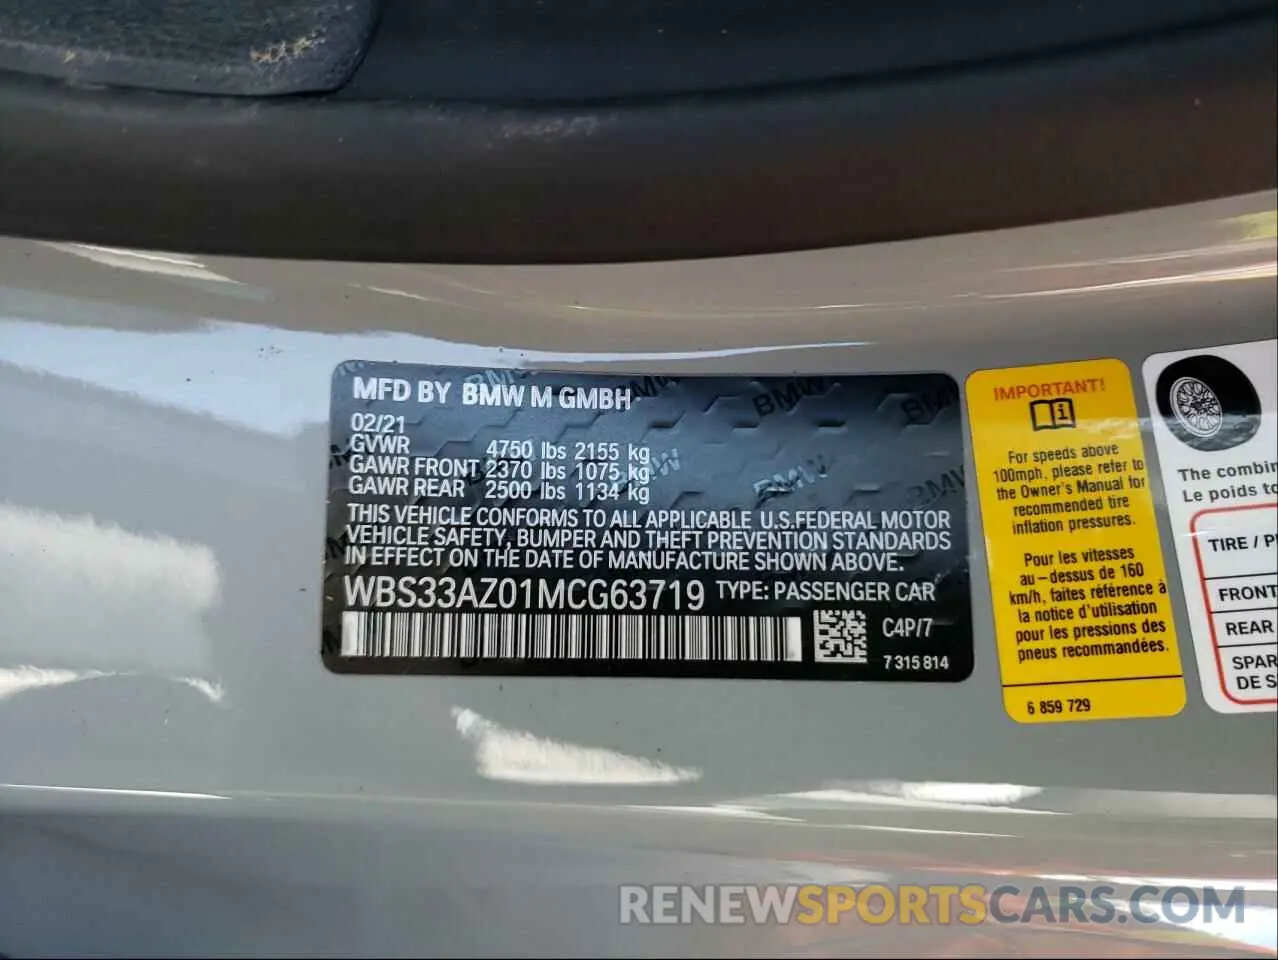 MFD BY BMW M GMBH
02/21
GVWR 4750 lbs 2155 kg
GAWR FRONT 2370 lbs 1075 kg
GAWR REAR 2500 lbs 1134 kg
THIS VEHICLE CONFORMS TO ALL APPLICABLE U.S.FEDERAL MOTOR
VEHICLE SAFETY, BUMPER AND THEFT PREVENTION STANDARDS
IN EFFECT ON THE DATE OF MANUFACTURE SHOWN ABOVE.
WBS33AZ01MCG63719 TYPE: PASSENGER CAR
C4P/7
7 315 814
IMPORTANT!
i
For speeds above
100mph, please refer to
the Owner's Manual for
recommended tire
inflation pressures.
Pour les vitesses
au-dessus de 160
km/h, faites référence à
la notice d'utilisation
pour les pressions des
pneus recommandées.
6 859 729
The
Le poids
TIRE /
FRONT
REAR
DE
RENEWSPORTSCARS.COM